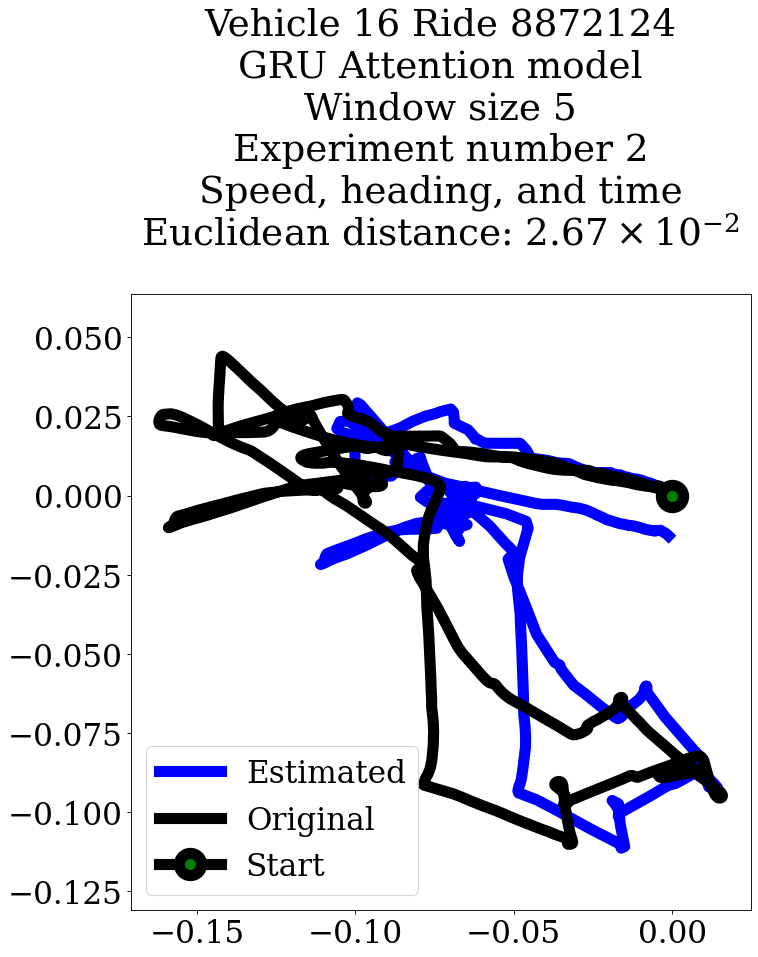 Vehicle 16 Ride 8872124
GRU Attention model
Window size 5
Experiment number 2
Speed, heading, and time
Euclidean distance: 2.67 × 10⁻²
0.050
0.025
0.000
−0.025
−0.050
−0.075
−0.100
−0.125
Estimated
Original
Start
−0.15
−0.10
−0.05
0.00